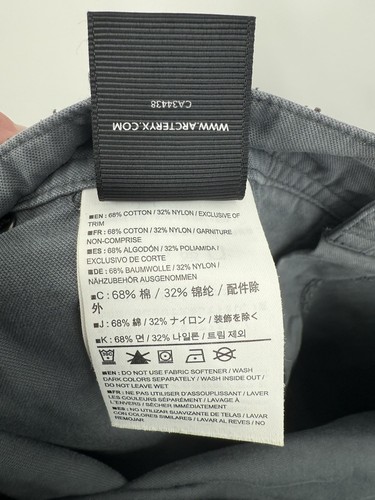 WWW.ARCTERYX.COM
CA34438
■EN : 68% COTTON / 32% NYLON / EXCLUSIVE OF
TRIM
■FR : 68% COTON / 32% NYLON / GARNITURE
NON-COMPRISE
■ES : 68% ALGODÓN / 32% POLIAMIDA /
EXCLUSIVO DE CORTE
■DE : 68% BAUMWOLLE / 32% NYLON /
NÄHZUBEHÖR AUSGENOMMEN
■C : 68% 棉 / 32% 锦纶 / 配件除
外
■J : 68% 綿 / 32% ナイロン / 装飾を除く
■K : 68% 면 / 32% 나일론 / 트림 제외
■EN : DO NOT USE FABRIC SOFTENER / WASH
DARK COLORS SEPARATELY / WASH INSIDE OUT /
DO NOT LEAVE WET
■FR : NE PAS UTILISER D'ASSOUPLISSANT / LAVER
LES COULEURS SÉPARÉMENT / LAVAGE À
L'ENVERS / SÉCHER IMMÉDIATEMENT
■ES : NO UTILIZAR SUAVIZANTE DE TELAS / LAVAR
CON COLORES SIMILARES / LAVAR AL REVÉS / NO
REMOJAR